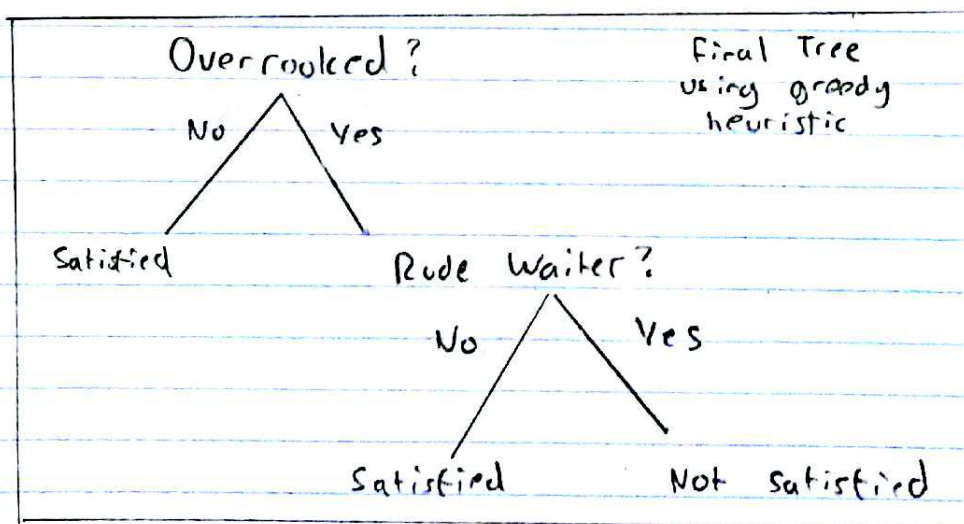 Overcooked?
Final Tree
using greedy
heuristic
No Yes
Satisfied
Rude Waiter?
No Yes
Satisfied Not Satisfied